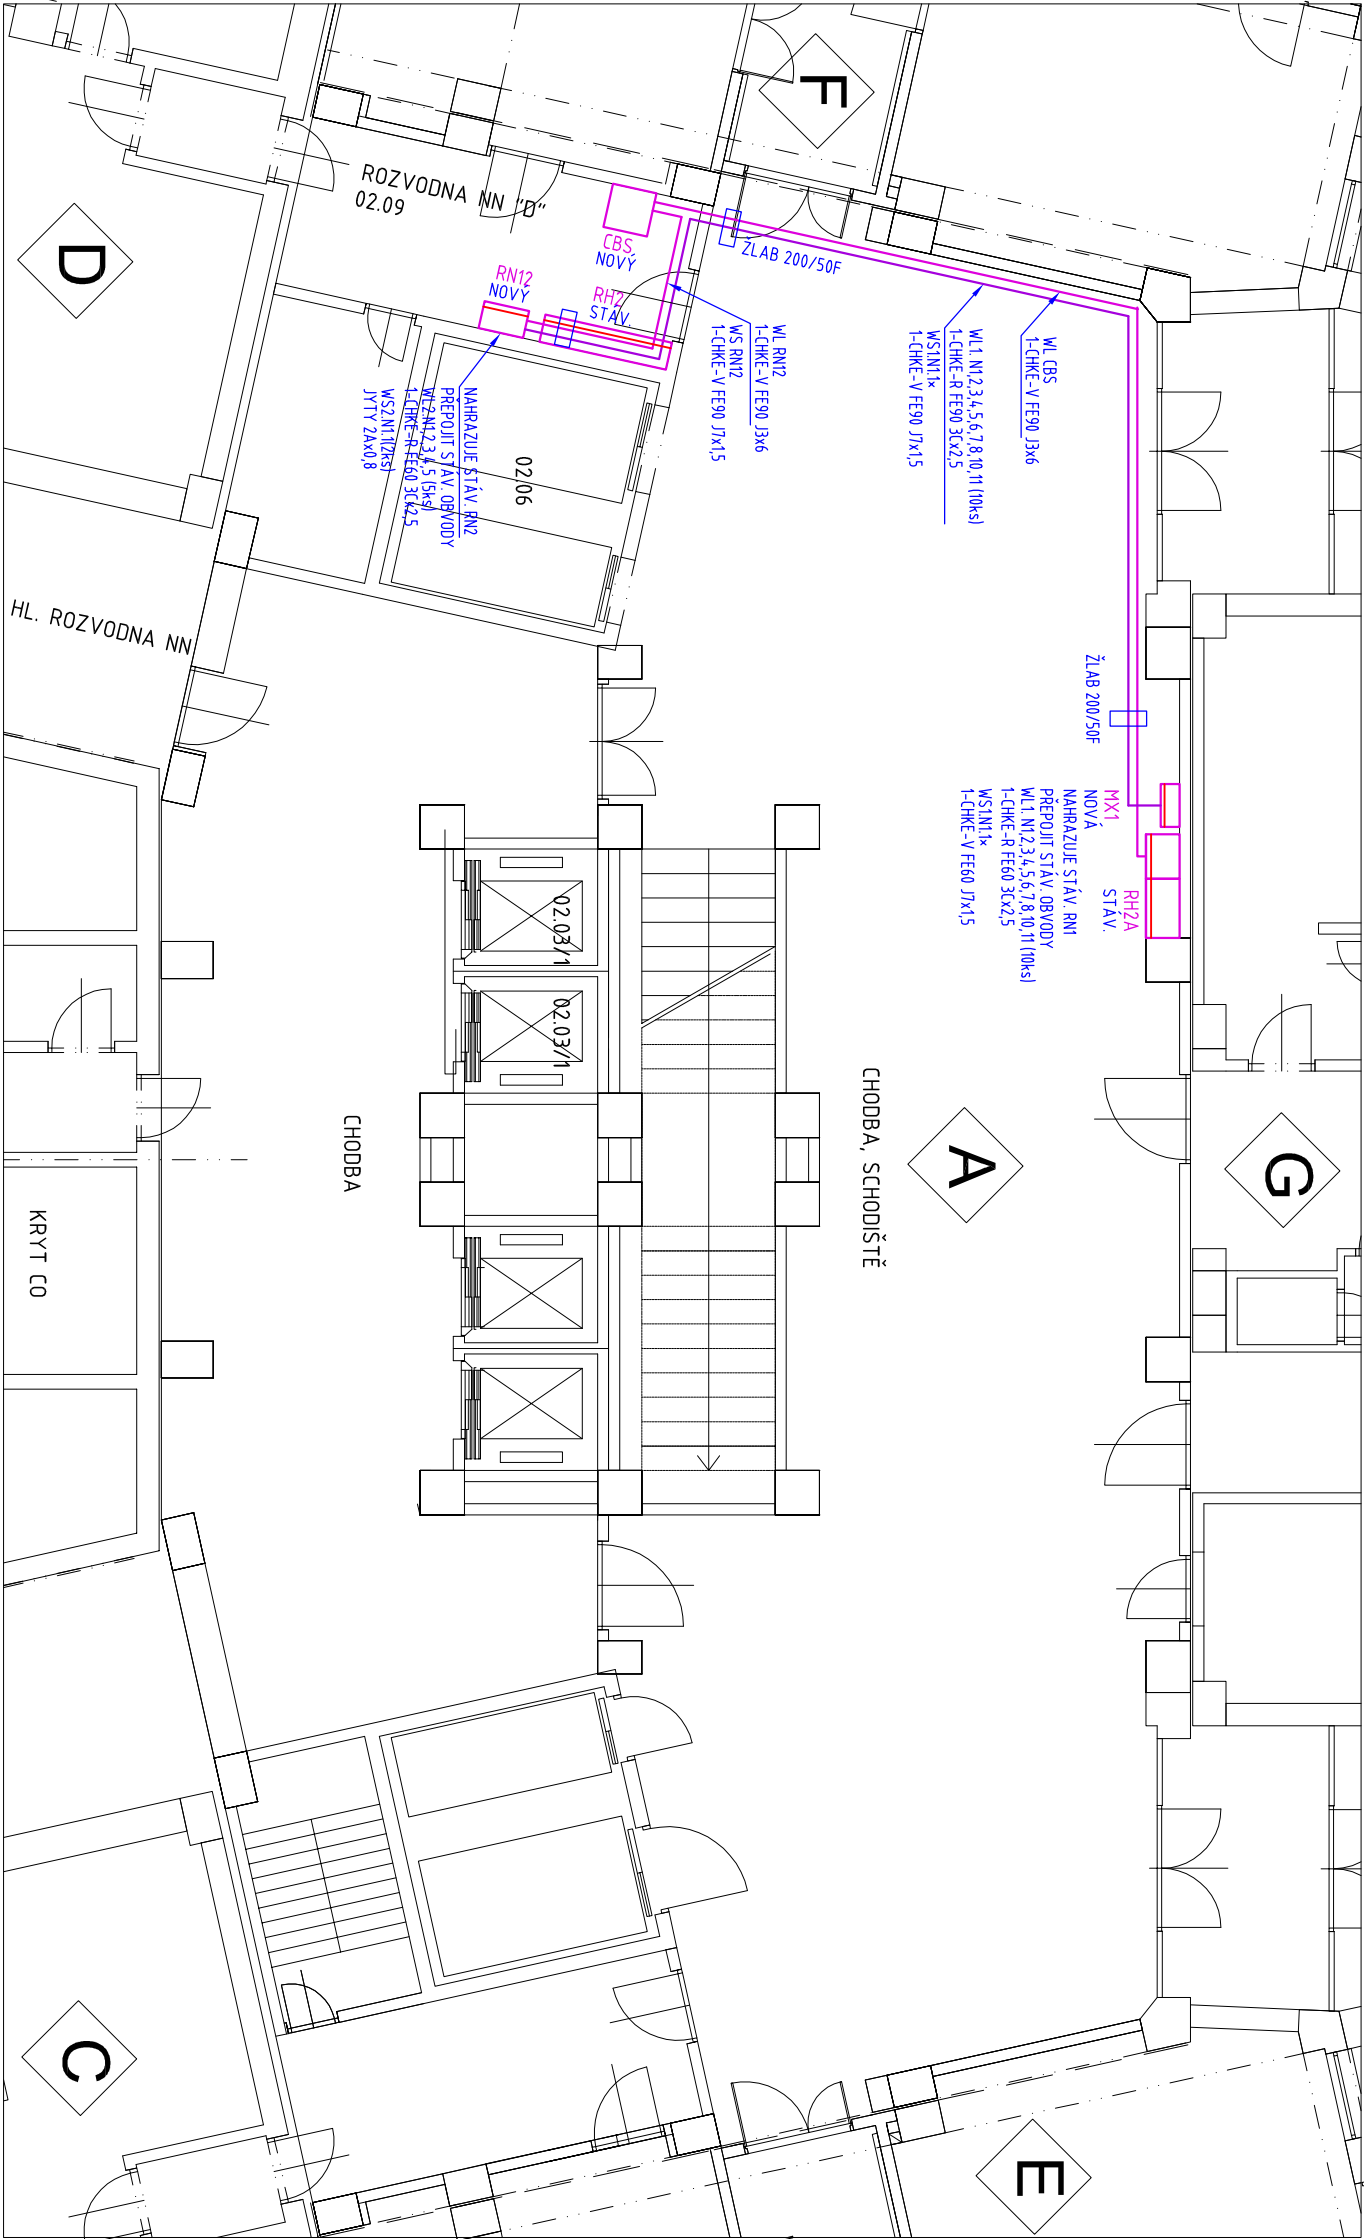 F
ROZVODNA NN "D"
02.09
D
CBS
NOVÝ
ŽLAB 200/50F
RN12
NOVÝ
RH2
STÁV.
WL RN12
1-CHKE-V FE90 J3x6
WS RN12
1-CHKE-V FE90 J7x1,5
WL CBS
1-CHKE-V FE90 J3x6
WL1. N1,2,3,4,5,6,7,8,10,11 (10ks)
1-CHKE-R FE90 3Cx2,5
WS1.N1.1×
1-CHKE-V FE90 J7x1,5
NAHRAZUJE STÁV. RN2
PŘEPOJIT STÁV. OBVODY
WL2.N1,2,3,4,5 (5ks)
1-CHKE-R FE60 3Cx2,5
WS2.N1.1(2ks)
JYTY 2Ax0,8
02.06
HL. ROZVODNA NN
ŽLAB 200/50F
MX1
NOVÁ
NAHRAZUJE STÁV. RN1
PŘEPOJIT STÁV. OBVODY
WL1. N1,2,3,4,5,6,7,8,10,11 (10ks)
1-CHKE-R FE60 3Cx2,5
WS1.N1.1×
1-CHKE-V FE60 J7x1,5
RH2A
STÁV.
02.03/1
02.03/1
CHODBA, SCHODIŠTĚ
A
G
CHODBA
KRYT CO
C
E